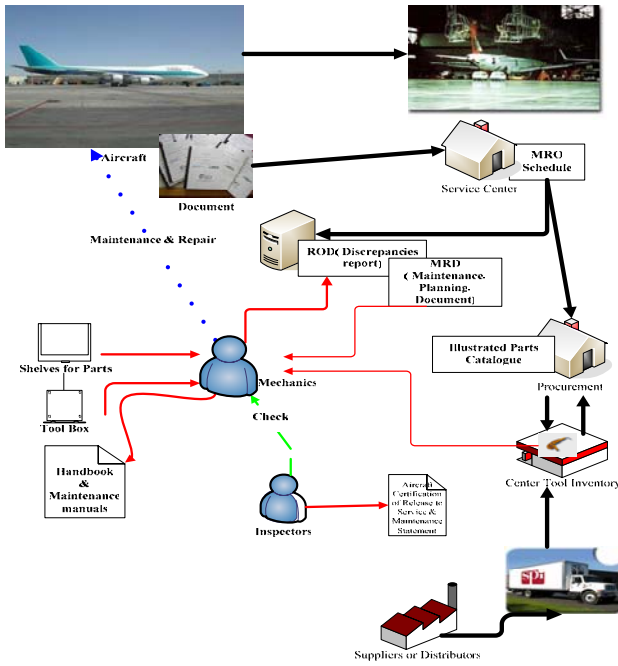 Aircraft
Document
MRO
Schedule
Service Center
Maintenance & Repair
ROD( Discrepancies
report)
MRD
( Maintenance
Planning
Document)
Illustrated Parts
Catalogue
Procurement
Shelves for Parts
Mechanics
Tool Box
Check
Handbook
&
Maintenance
manuals
Center Tool Inventory
Aircraft
Certification
of Release to
Service &
Maintenance
Statement
Inspectors
spi
Suppliers or Distributors